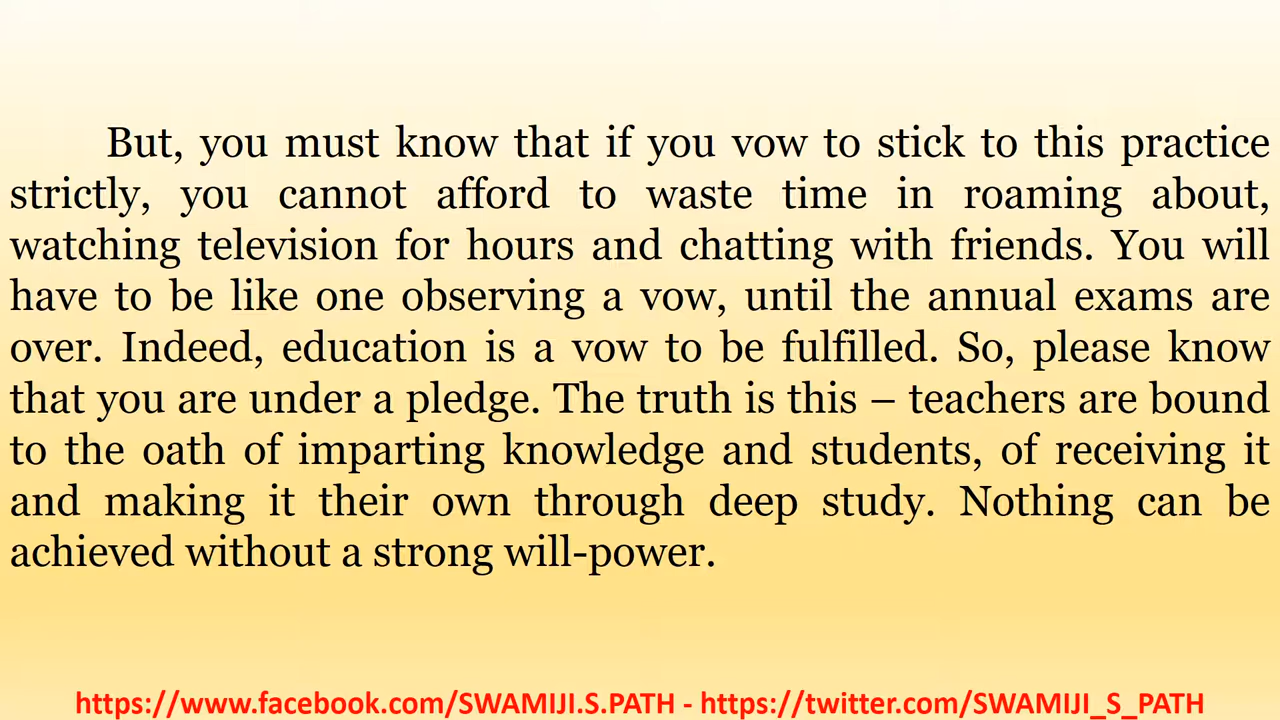 But, you must know that if you vow to stick to this practice
strictly, you cannot afford to waste time in roaming about,
watching television for hours and chatting with friends. You will
have to be like one observing a vow, until the annual exams are
over. Indeed, education is a vow to be fulfilled. So, please know
that you are under a pledge. The truth is this – teachers are bound
to the oath of imparting knowledge and students, of receiving it
and making it their own through deep study. Nothing can be
achieved without a strong will-power.
https://www.facebook.com/SWAMIJI.S.PATH - https://twitter.com/SWAMIJI_S_PATH